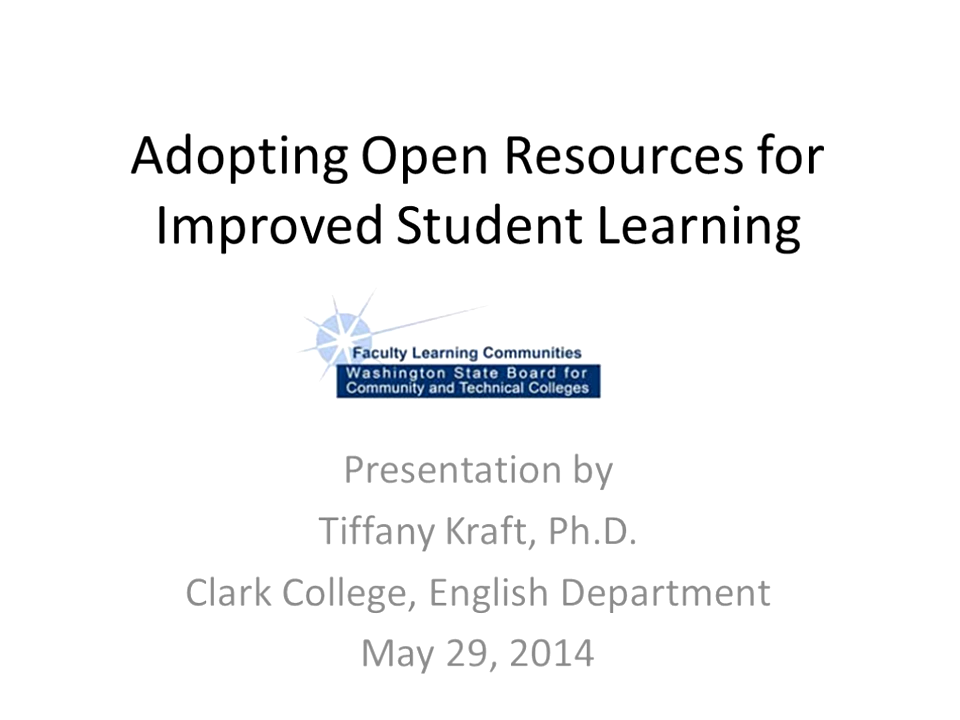 Adopting Open Resources for
Improved Student Learning
Faculty Learning Communities
Washington State Board for
Community and Technical Colleges
Presentation by
Tiffany Kraft, Ph.D.
Clark College, English Department
May 29, 2014